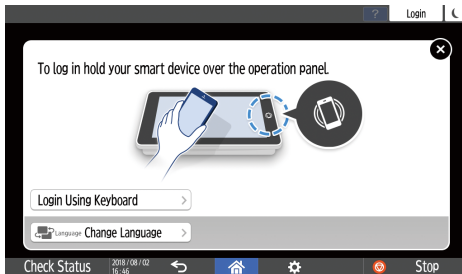 ?
Login
To log in hold your smart device over the operation panel.
Login Using Keyboard
Language Change Language
Check Status
2018 / 08 / 02
16 : 46
Stop